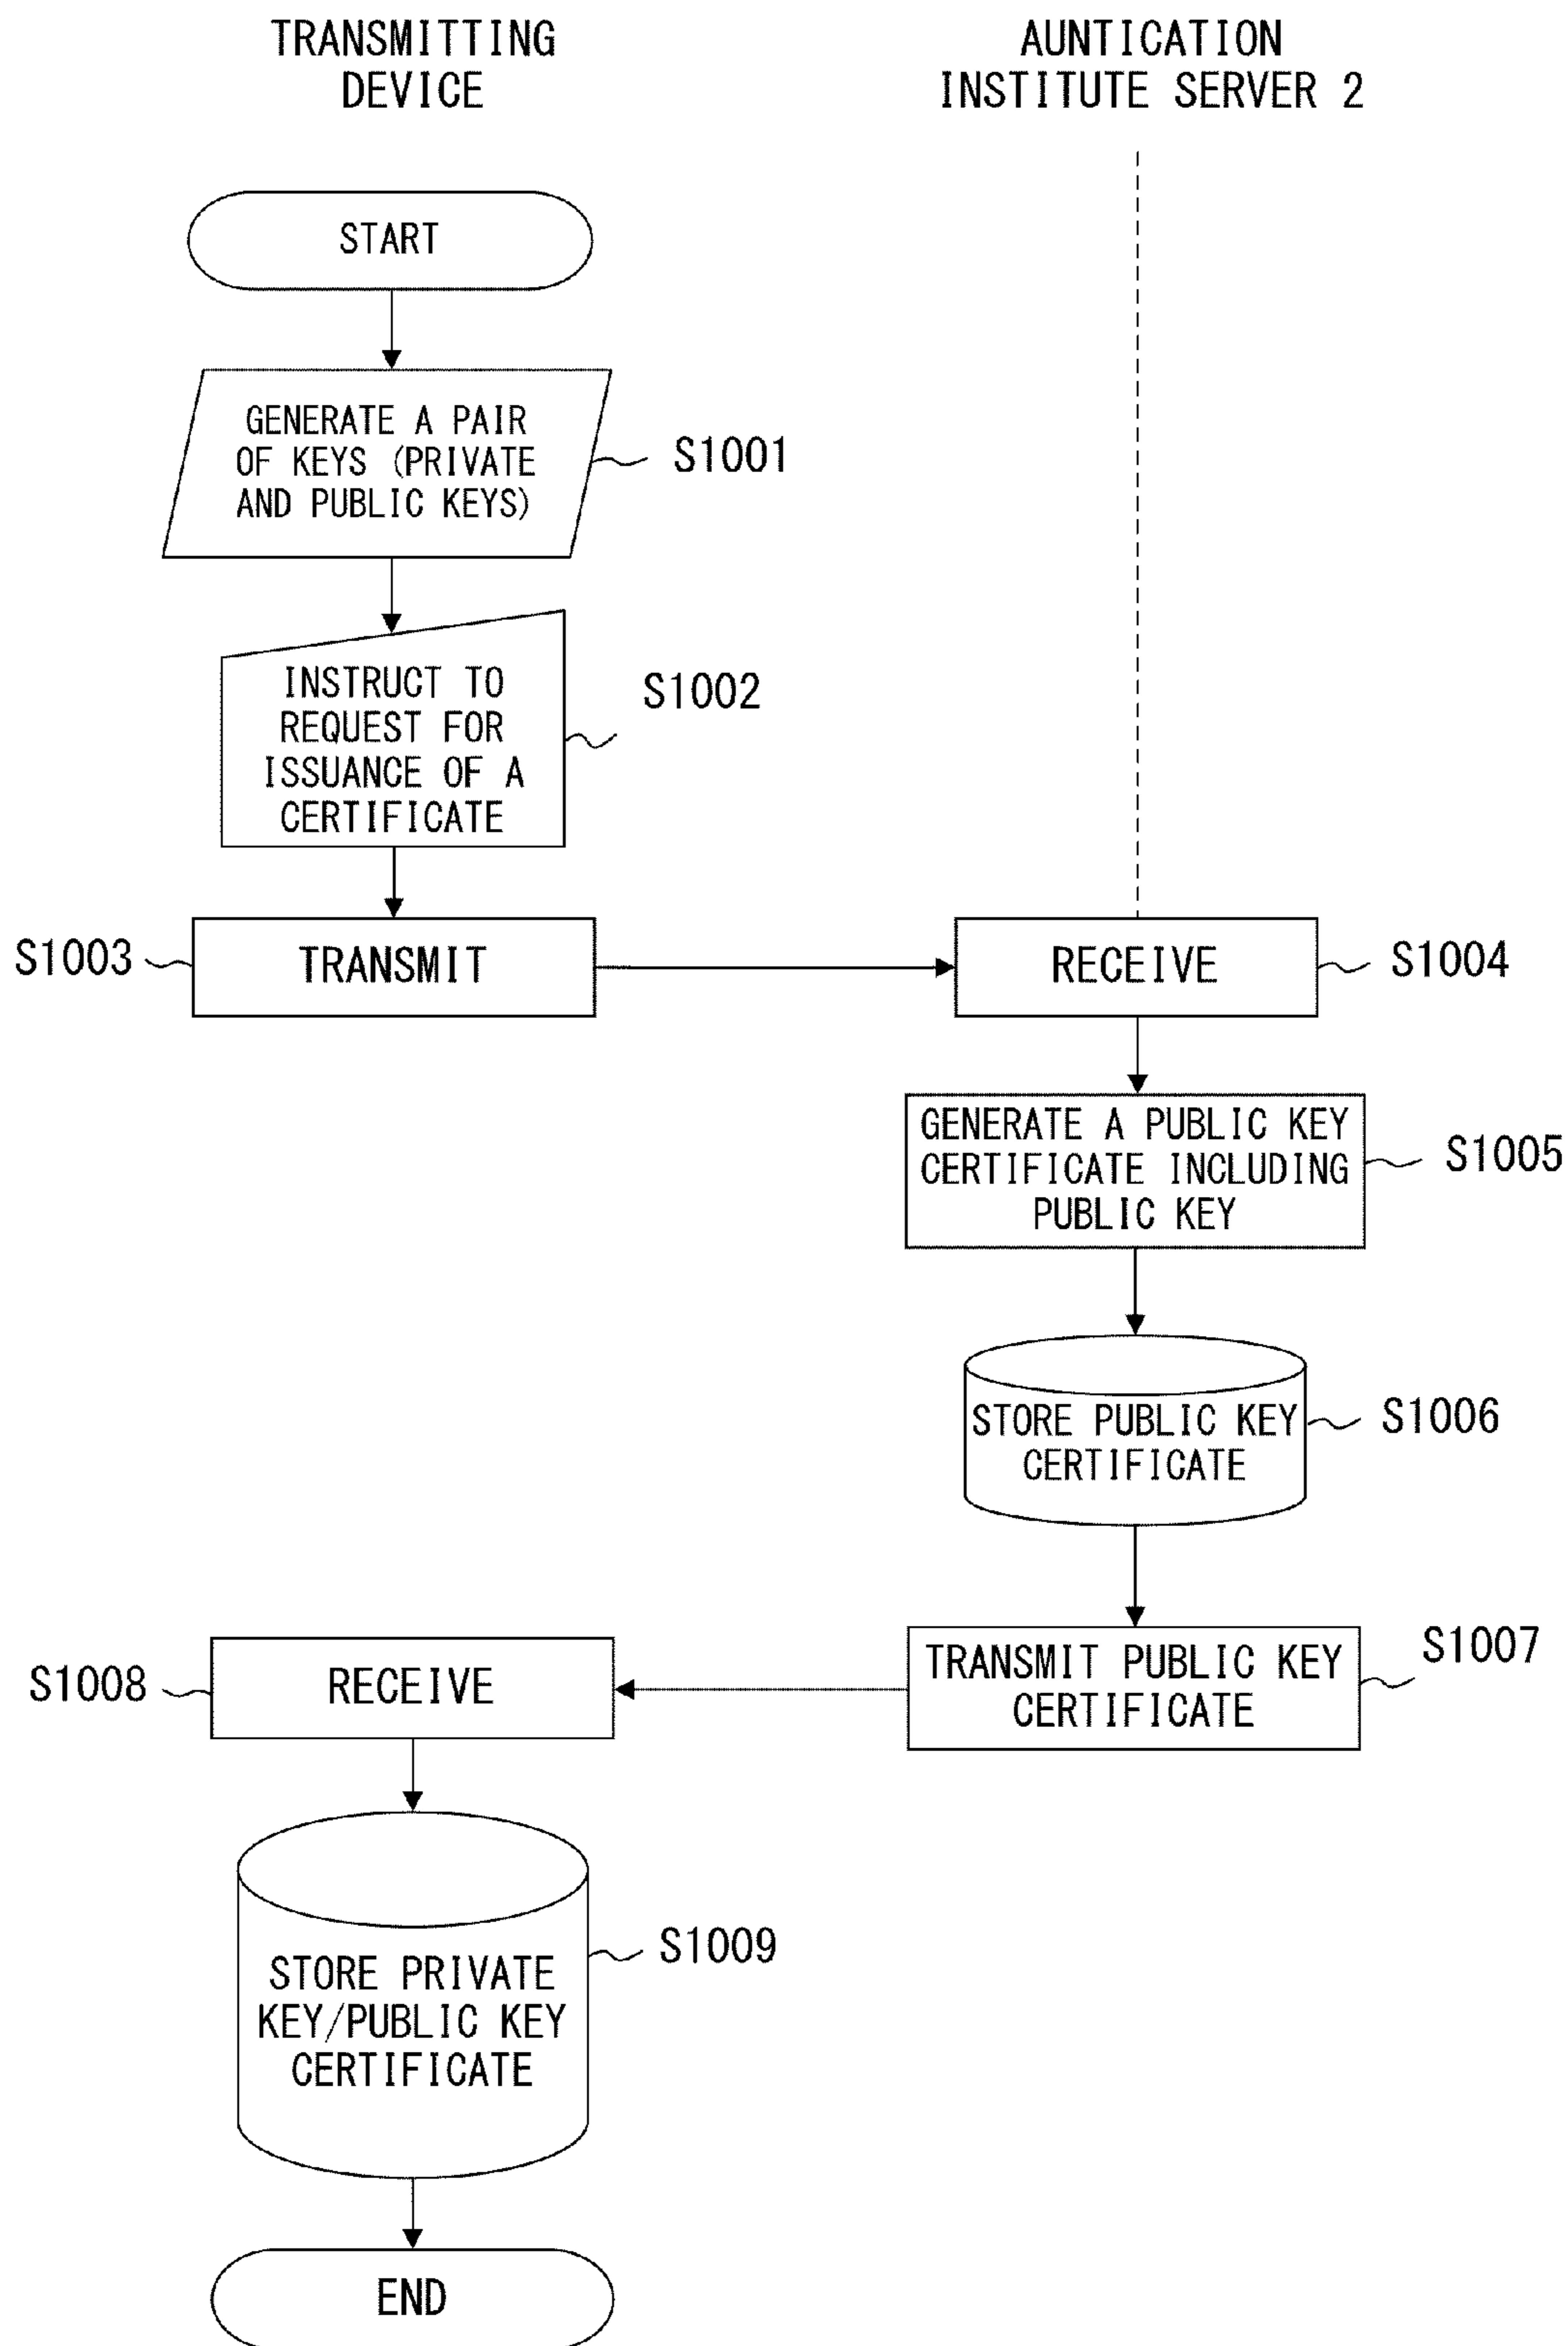 TRANSMITTING
DEVICE
AUNTICATION
INSTITUTE SERVER 2
START
GENERATE A PAIR
OF KEYS (PRIVATE
AND PUBLIC KEYS)
S1001
INSTRUCT TO
REQUEST FOR
ISSUANCE OF A
CERTIFICATE
S1002
S1003
TRANSMIT
RECEIVE
S1004
GENERATE A PUBLIC KEY
CERTIFICATE INCLUDING
PUBLIC KEY
S1005
STORE PUBLIC KEY
CERTIFICATE
S1006
TRANSMIT PUBLIC KEY
CERTIFICATE
S1007
S1008
RECEIVE
STORE PRIVATE
KEY/PUBLIC KEY
CERTIFICATE
S1009
END